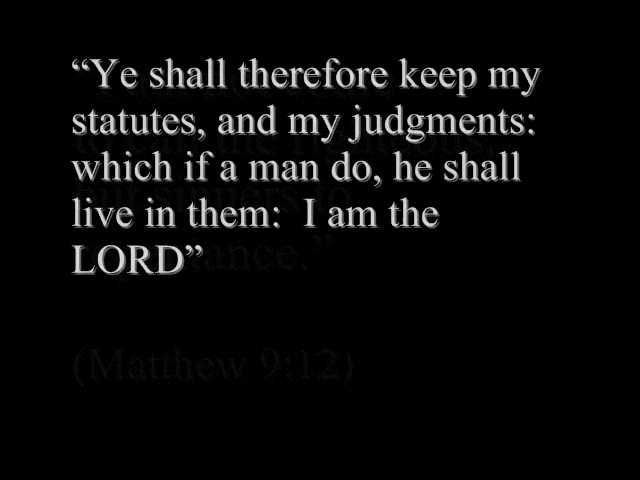 “Ye shall therefore keep my
statutes, and my judgments:
which if a man do, he shall
live in them:  I am the
LORD”
(Matthew 9:12)